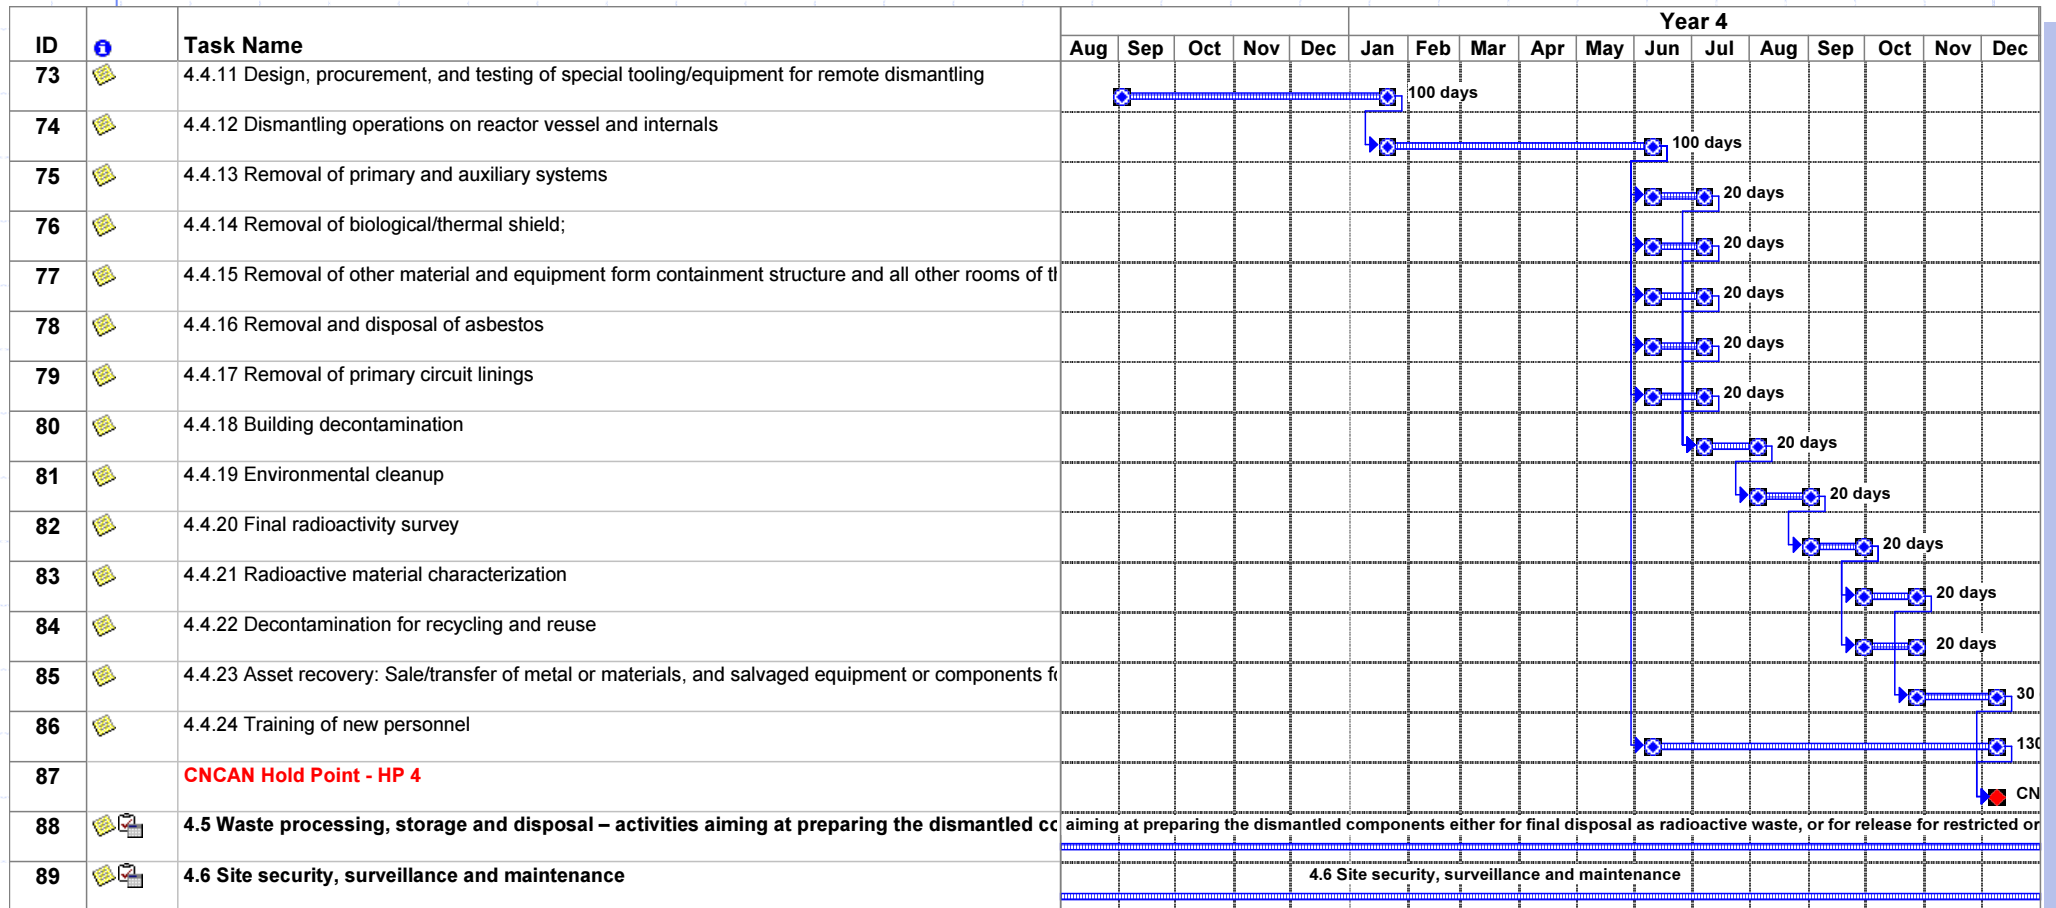 Year 4
ID Task Name Aug Sep Oct Nov Dec Jan Feb Mar Apr May Jun Jul Aug Sep Oct Nov Dec
73 4.4.11 Design, procurement, and testing of special tooling/equipment for remote dismantling
100 days
74 4.4.12 Dismantling operations on reactor vessel and internals
100 days
75 4.4.13 Removal of primary and auxiliary systems
20 days
76 4.4.14 Removal of biological/thermal shield;
20 days
77 4.4.15 Removal of other material and equipment form containment structure and all other rooms of
20 days
78 4.4.16 Removal and disposal of asbestos
20 days
79 4.4.17 Removal of primary circuit linings
20 days
80 4.4.18 Building decontamination
20 days
81 4.4.19 Environmental cleanup
20 days
82 4.4.20 Final radioactivity survey
20 days
83 4.4.21 Radioactive material characterization
20 days
84 4.4.22 Decontamination for recycling and reuse
20 days
85 4.4.23 Asset recovery: Sale/transfer of metal or materials, and salvaged equipment or components
30
86 4.4.24 Training of new personnel
130
87 CNCAN Hold Point - HP 4
CN
88 4.5 Waste processing, storage and disposal – activities aiming at preparing the dismantled aiming at preparing the dismantled components either for final disposal as radioactive waste, or for release for restricted or
89 4.6 Site security, surveillance and maintenance 4.6 Site security, surveillance and maintenance